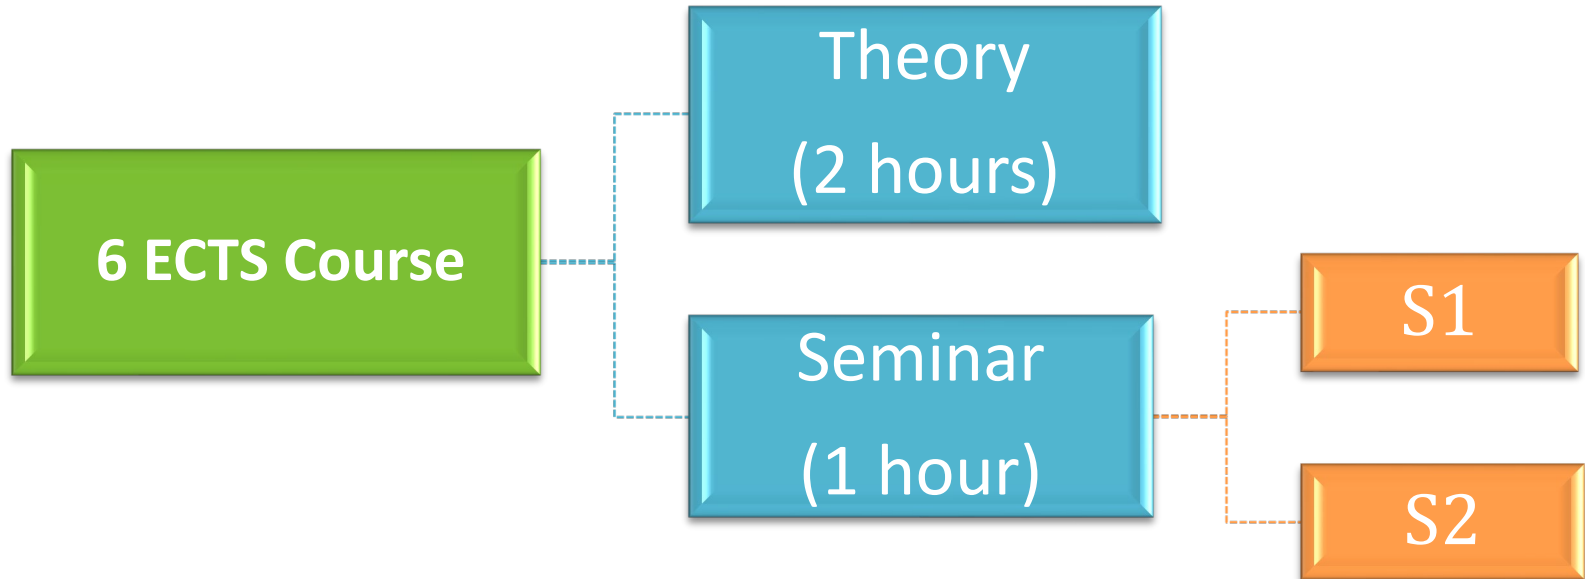 6 ECTS Course
Theory
(2 hours)
Seminar
(1 hour)
S1
S2